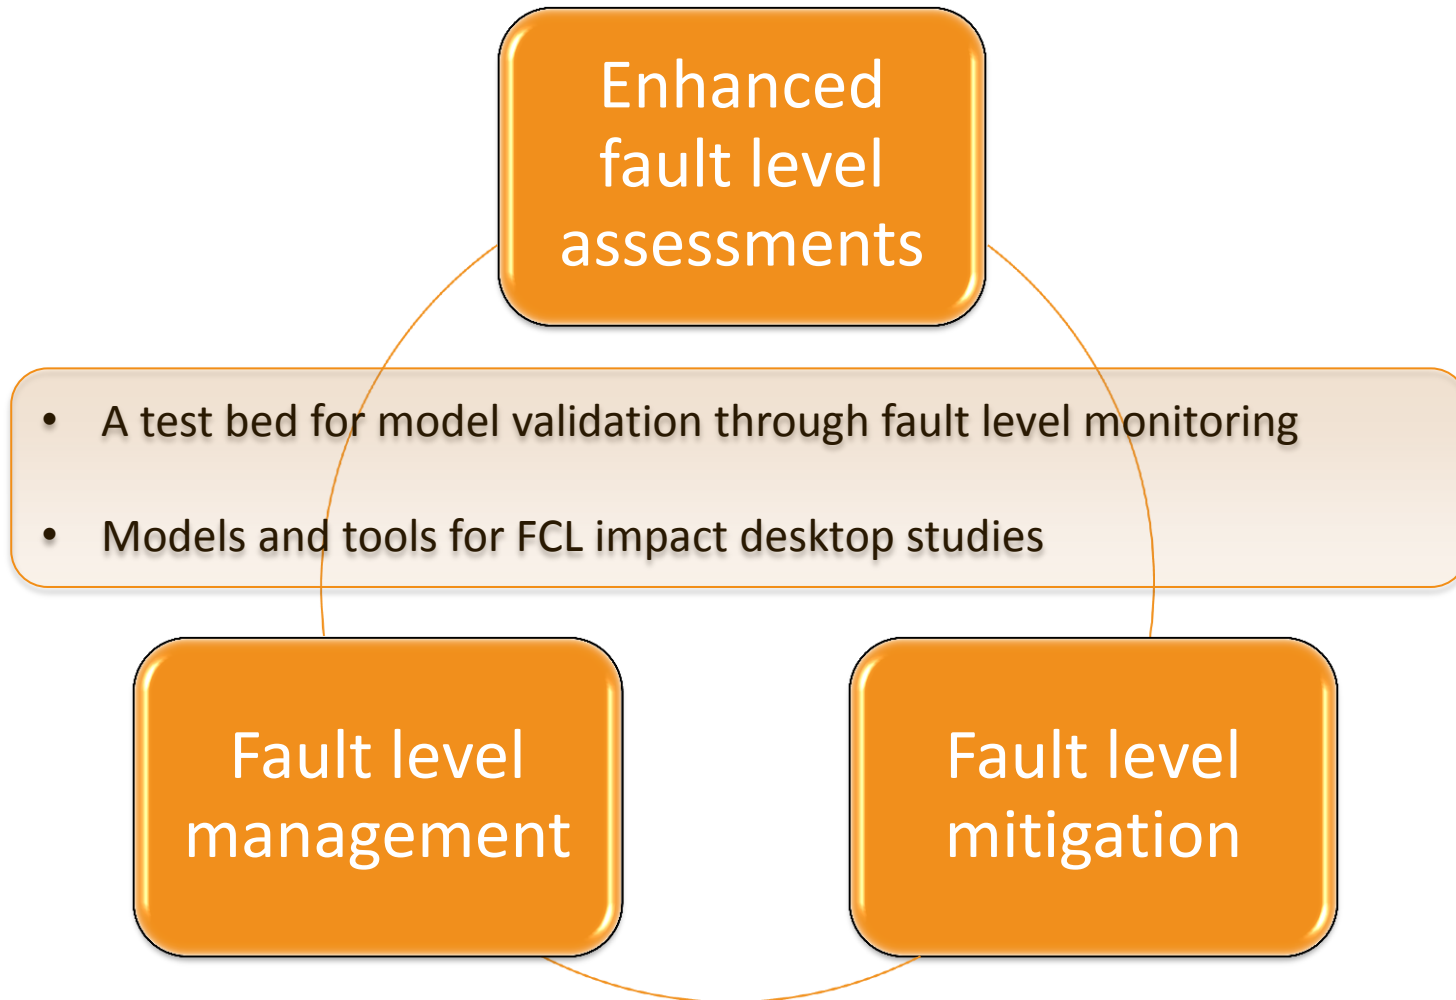 Enhanced
fault level
assessments
• A test bed for model validation through fault level monitoring
• Models and tools for FCL impact desktop studies
Fault level
management
Fault level
mitigation